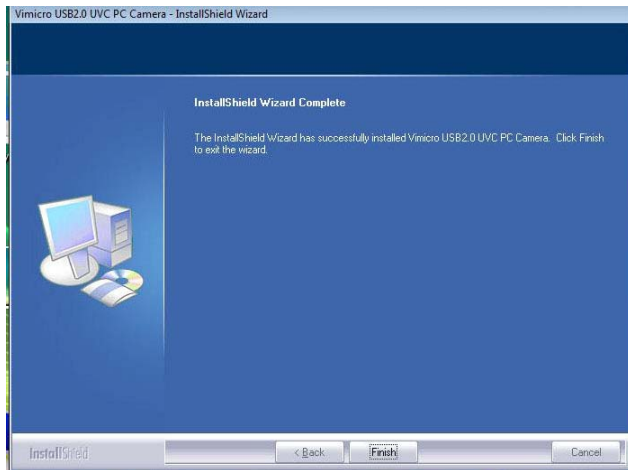 Vimicro USB2.0 UVC PC Camera - InstallShield Wizard
InstallShield Wizard Complete
The InstallShield Wizard has successfully installed Vimicro USB2.0 UVC PC Camera. Click Finish
to exit the wizard.
InstallShield
< Back
Finish
Cancel